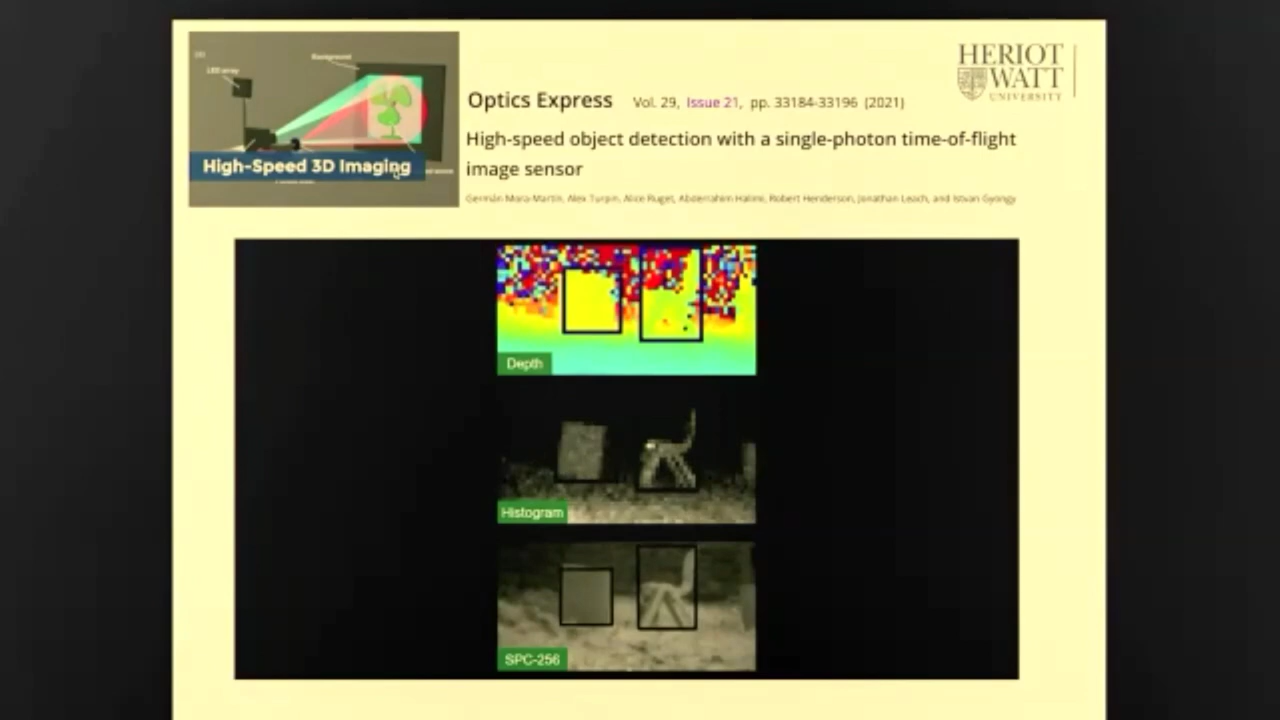 HERIOT
WATT
UNIVERSITY
LED array
Background
High-Speed 3D Imaging
Optics Express Vol. 29, Issue 21, pp. 33184-33196 (2021)
High-speed object detection with a single-photon time-of-flight
image sensor
Germán Mora-Martín, Alex Turpin, Alice Ruget, Abderrahim Halimi, Robert Henderson, Jonathan Leach, and Istvan Gyongy
Depth
Histogram
SPC-256